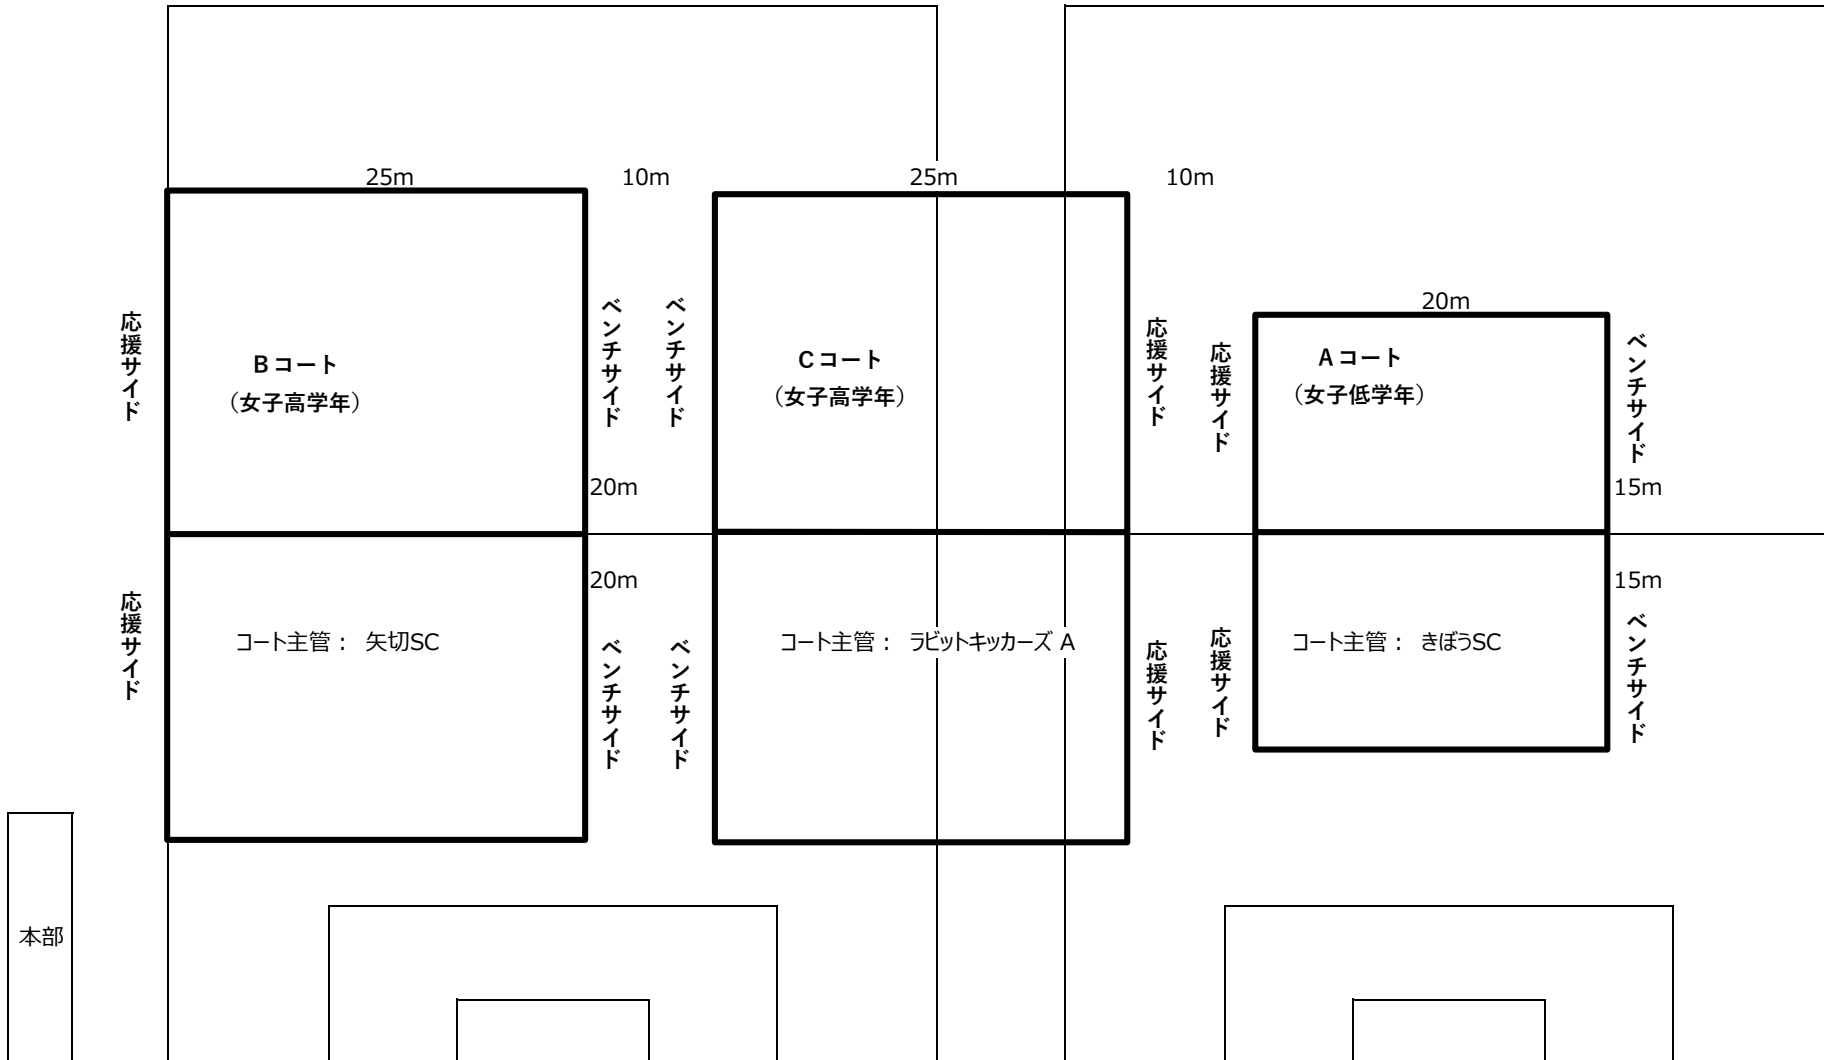 25m
10m
25m
10m
20m
応援サイド
Bコート
(女子高学年)
ベンチサイド
ベンチサイド
Cコート
(女子高学年)
応援サイド
応援サイド
Aコート
(女子低学年)
ベンチサイド
20m
15m
20m
15m
応援サイド
コート主管： 矢切SC
ベンチサイド
ベンチサイド
コート主管： ラビットキッカーズ A
応援サイド
応援サイド
コート主管： きぼうSC
ベンチサイド
本部